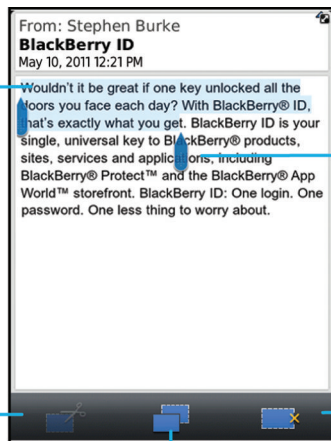 From: Stephen Burke
BlackBerry ID
May 10, 2011 12:21 PM
Wouldn't it be great if one key unlocked all the
doors you face each day? With BlackBerry® ID,
that's exactly what you get. BlackBerry ID is your
single, universal key to BlackBerry® products,
sites, services and applications, including
BlackBerry® Protect™ and the BlackBerry® App
World™ storefront. BlackBerry ID: One login. One
password. One less thing to worry about.